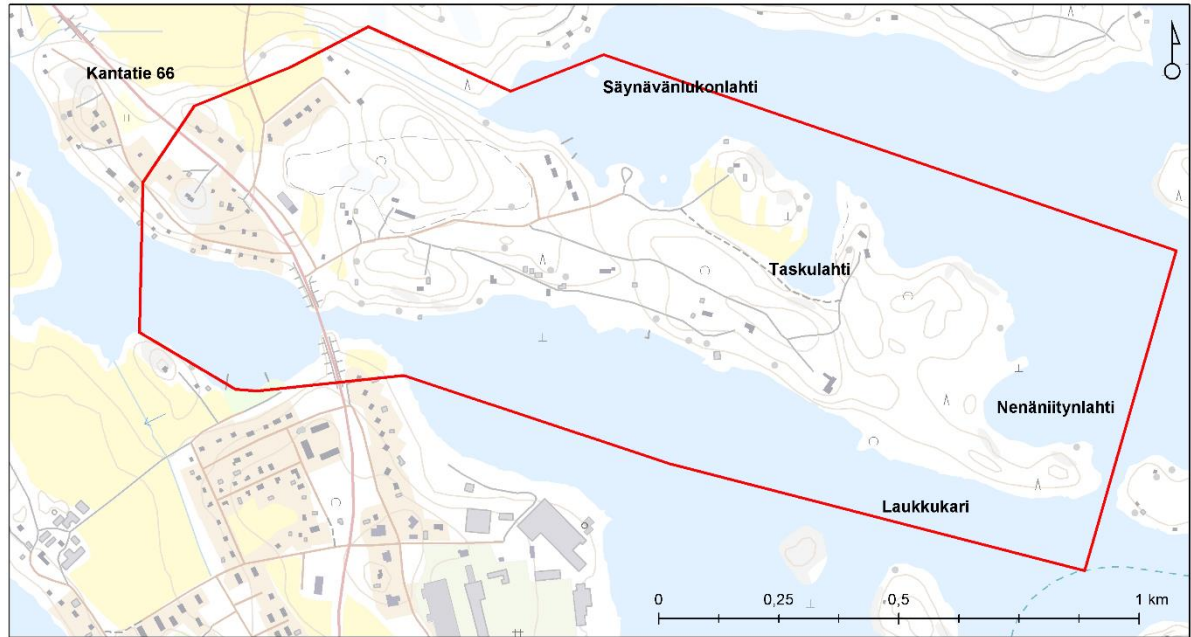 Kantatie 66
Säynävänlukonlahti
Taskulahti
Nenäniitynlahti
Laukkukari
0 0,25 0,5 1 km